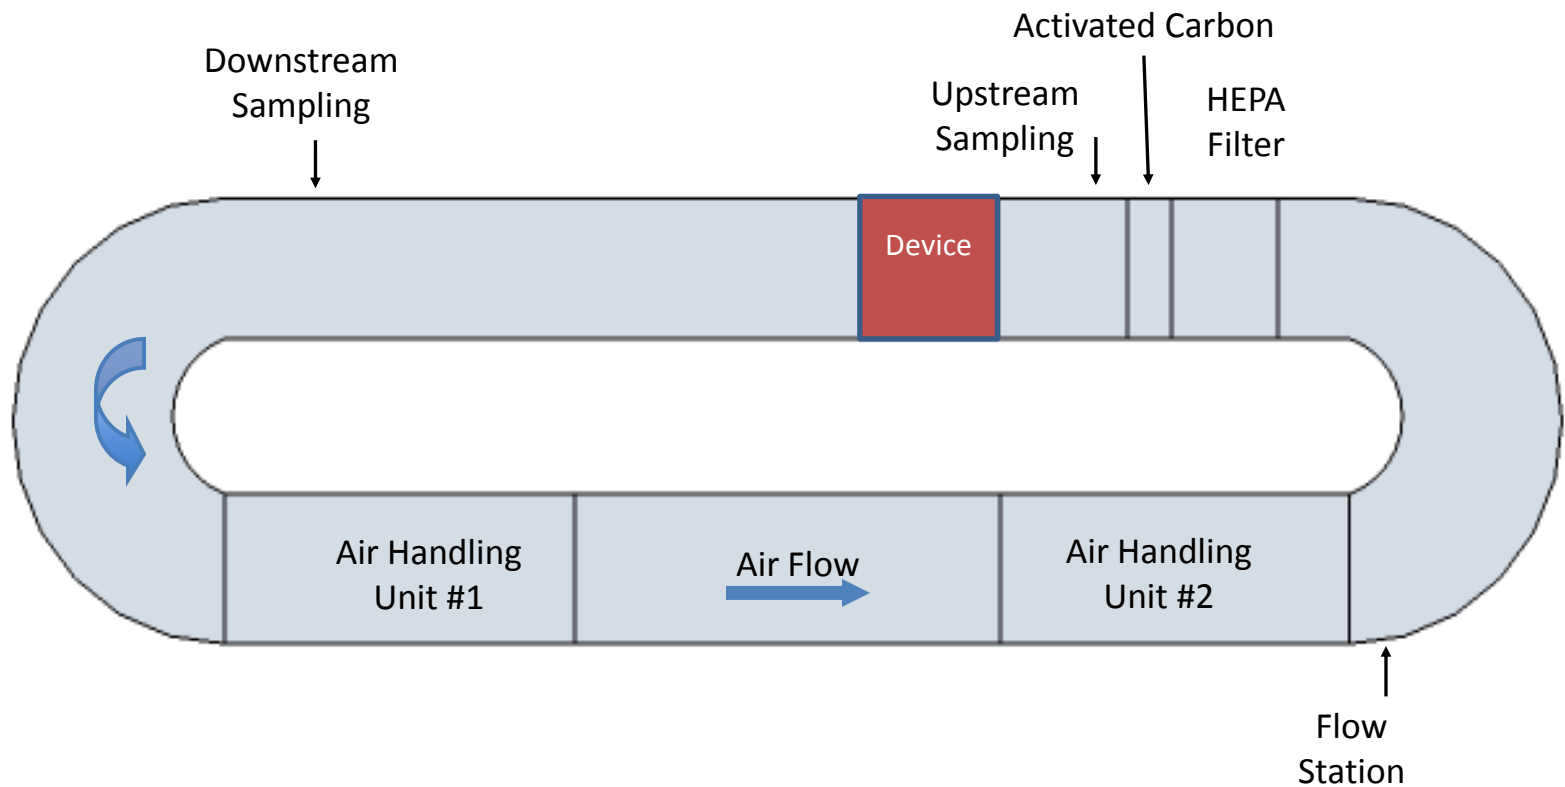 Activated Carbon
Downstream
Sampling
Upstream
Sampling
HEPA
Filter
Device
Air Handling
Unit #1
Air Flow
Air Handling
Unit #2
Flow
Station